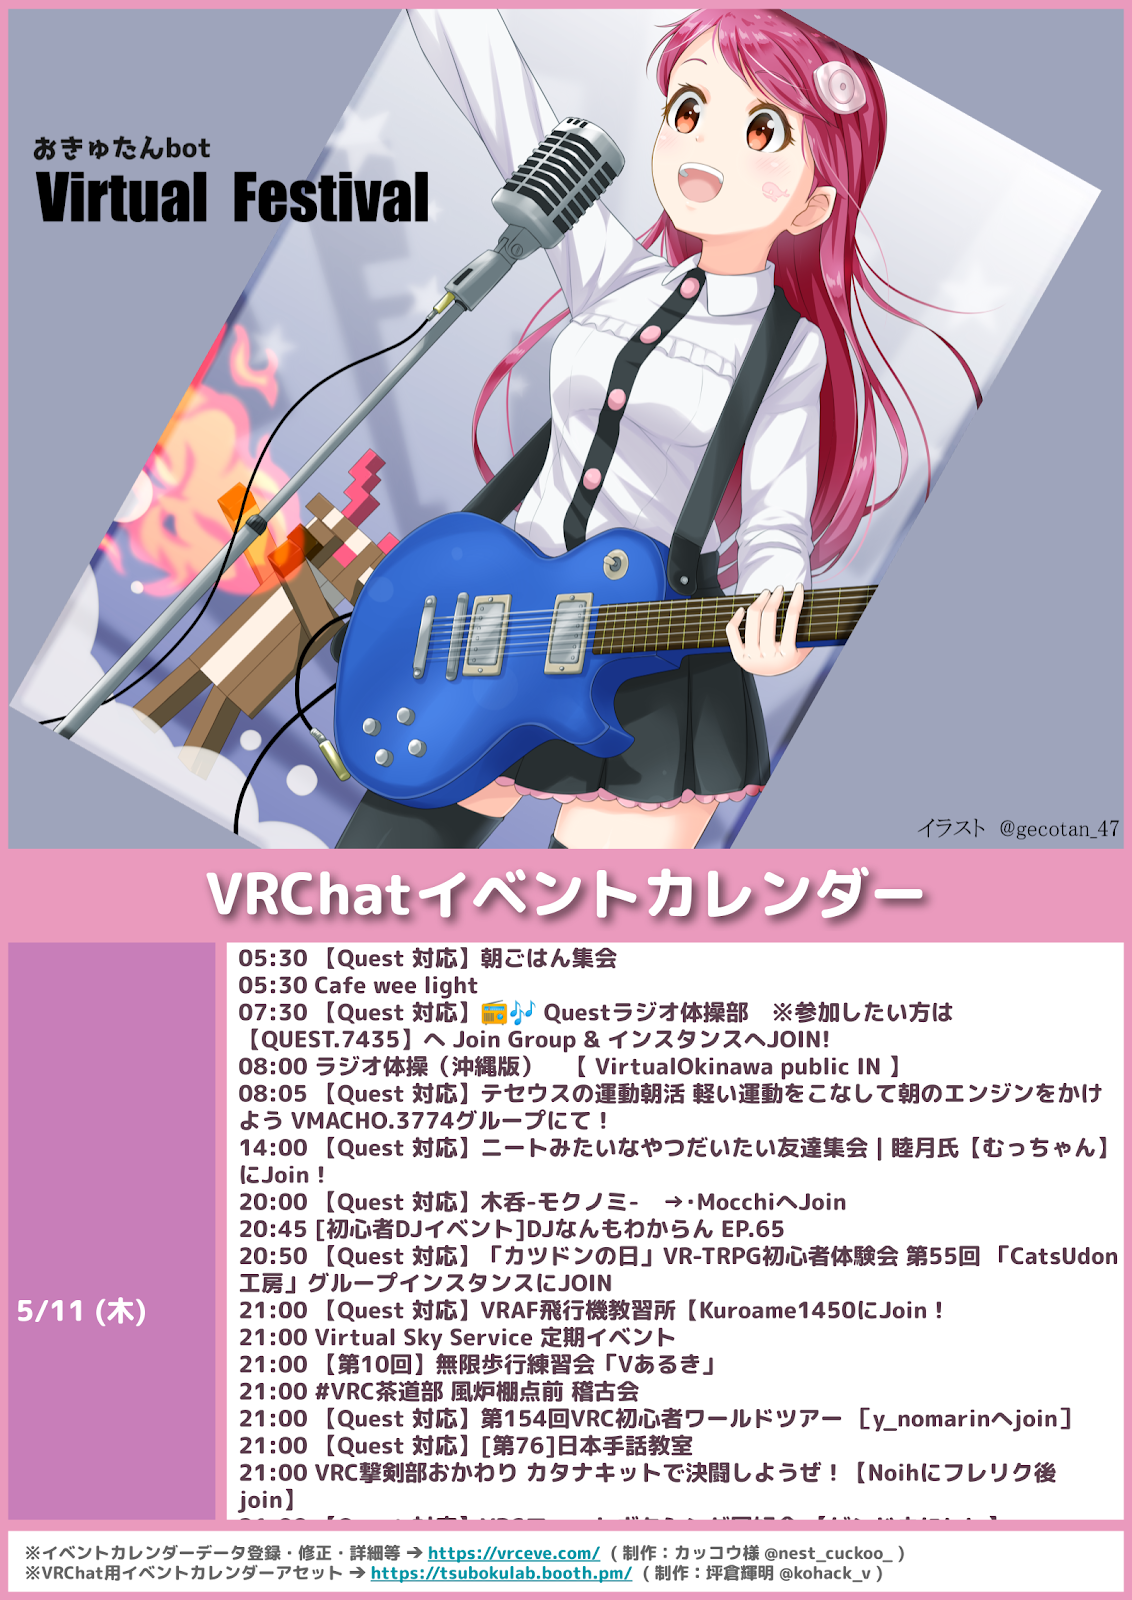 おきゅたんbot
Virtual Festival
イラスト @gecotan_47
VRChatイベントカレンダー
5/11 (木)
05:30 【Quest 対応】朝ごはん集会
05:30 Cafe wee light
07:30 【Quest 対応】📻🎶 Questラジオ体操部　※参加したい方は
【QUEST.7435】へ Join Group & インスタンスへJOIN!
08:00 ラジオ体操（沖縄版）　【 VirtualOkinawa public IN 】
08:05 【Quest 対応】テセウスの運動朝活 軽い運動をこなして朝のエンジンをかけ
よう VMACHO.3774グループにて！
14:00 【Quest 対応】ニートみたいなやつだいたい友達集会 | 睦月氏【むっちゃん】
にJoin！
20:00 【Quest 対応】木呑-モクノミ-　→･MocchiへJoin
20:45 [初心者DJイベント]DJなんもわからん EP.65
20:50 【Quest 対応】「カツドンの日」VR-TRPG初心者体験会 第55回 「CatsUdon
工房」グループインスタンスにJOIN
21:00 【Quest 対応】VRAF飛行機教習所【Kuroame1450にJoin！
21:00 Virtual Sky Service 定期イベント
21:00 【第10回】無限歩行練習会「Vあるき」
21:00 #VRC茶道部 風炉棚点前 稽古会
21:00 【Quest 対応】第154回VRC初心者ワールドツアー ［y_nomarinへjoin］
21:00 【Quest 対応】[第76]日本手話教室
21:00 VRC撃剣部おかわり カタナキットで決闘しようぜ！【Noihにフレリク後
join】
※イベントカレンダーデータ登録・修正・詳細等 ➔ https://vrceve.com/ （制作：カッコウ様 @nest_cuckoo_）
※VRChat用イベントカレンダーアセット ➔ https://tsubokulab.booth.pm/ （制作：坪倉輝明 @kohack_v）